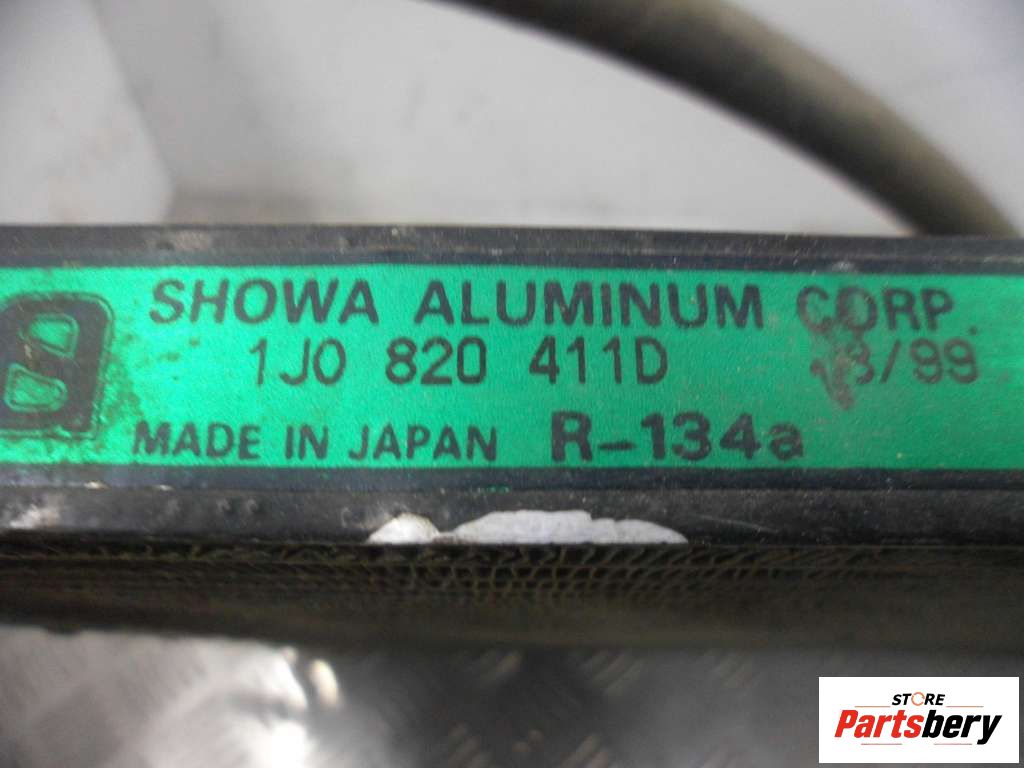 SHOWA ALUMINUM CORP.
1J0 820 411D
MADE IN JAPAN R-134a
STORE
Partsbery